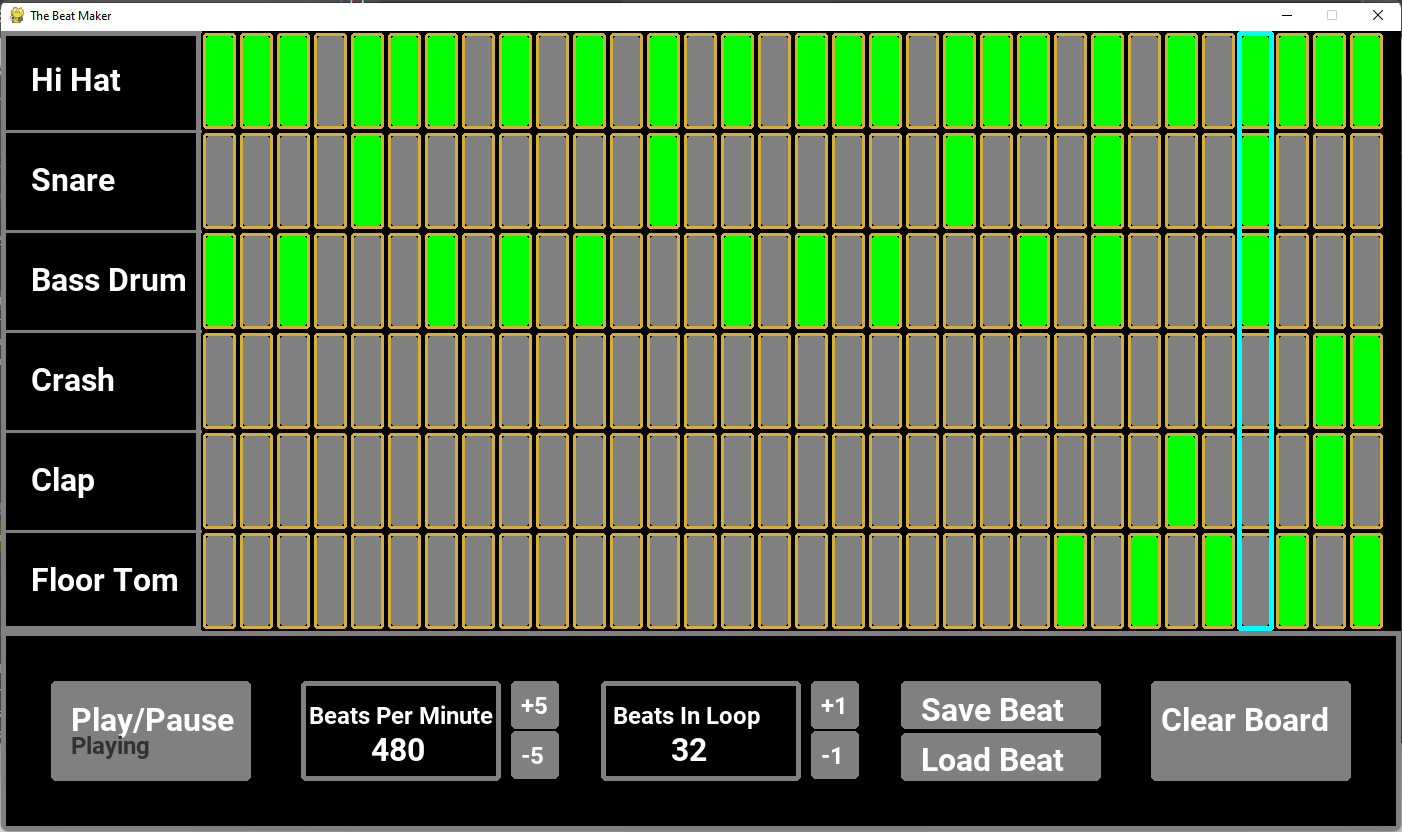 The Beat Maker
Hi Hat
Snare
Bass Drum
Crash
Clap
Floor Tom
Play/Pause
Playing
Beats Per Minute
480
+5
-5
Beats In Loop
32
+1
-1
Save Beat
Load Beat
Clear Board